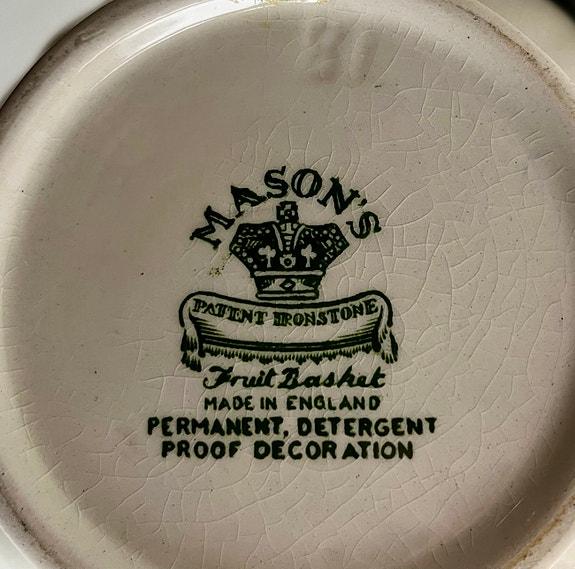 MASON'S
PATENT IRONSTONE
Fruit Basket
MADE IN ENGLAND
PERMANENT, DETERGENT
PROOF DECORATION